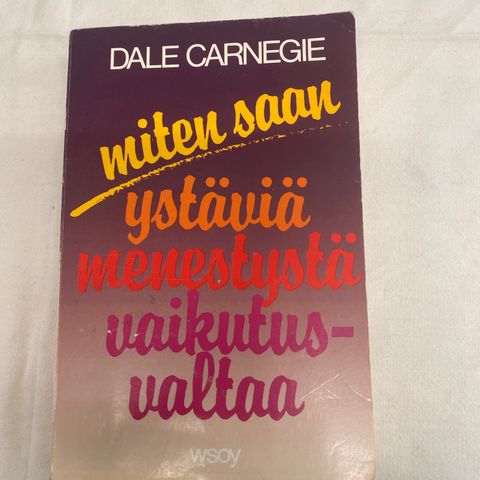 DALE CARNEGIE
miten saan
ystäviä
menestystä
vaikutus-
valtaa
wsoy